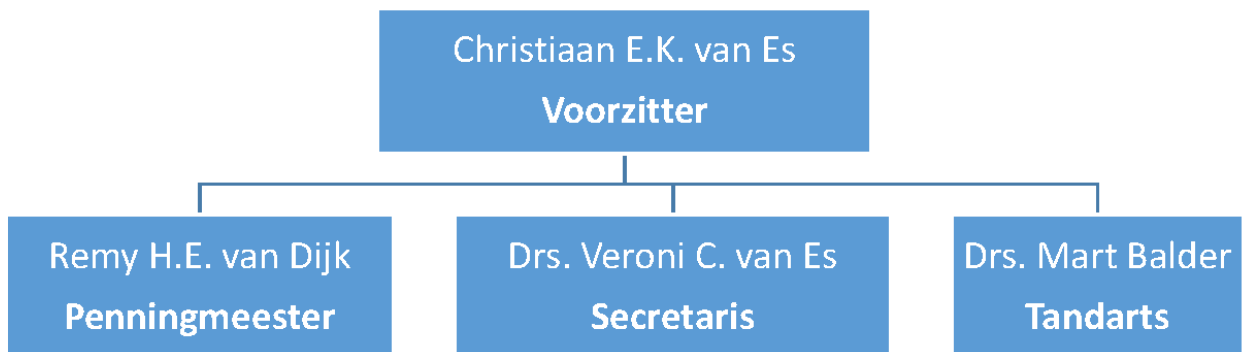 Christiaan E.K. van Es
Voorzitter
Remy H.E. van Dijk
Penningmeester
Drs. Veroni C. van Es
Secretaris
Drs. Mart Balder
Tandarts